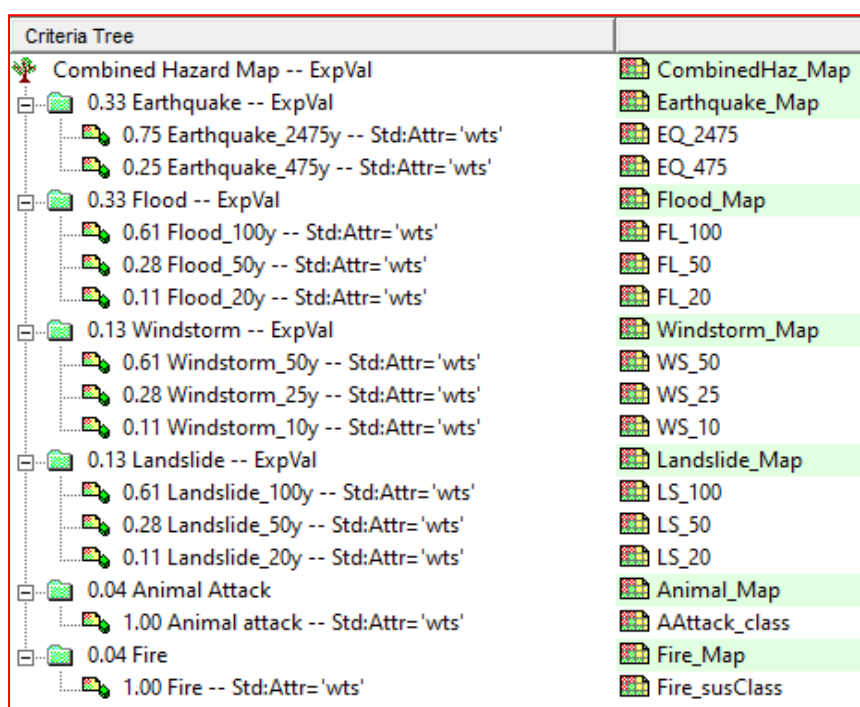 Criteria Tree
Combined Hazard Map -- ExpVal CombinedHaz_Map
0.33 Earthquake -- ExpVal Earthquake_Map
0.75 Earthquake_2475y -- Std:Attr='wts' EQ_2475
0.25 Earthquake_475y -- Std:Attr='wts' EQ_475
0.33 Flood -- ExpVal Flood_Map
0.61 Flood_100y -- Std:Attr='wts' FL_100
0.28 Flood_50y -- Std:Attr='wts' FL_50
0.11 Flood_20y -- Std:Attr='wts' FL_20
0.13 Windstorm -- ExpVal Windstorm_Map
0.61 Windstorm_50y -- Std:Attr='wts' WS_50
0.28 Windstorm_25y -- Std:Attr='wts' WS_25
0.11 Windstorm_10y -- Std:Attr='wts' WS_10
0.13 Landslide -- ExpVal Landslide_Map
0.61 Landslide_100y -- Std:Attr='wts' LS_100
0.28 Landslide_50y -- Std:Attr='wts' LS_50
0.11 Landslide_20y -- Std:Attr='wts' LS_20
0.04 Animal Attack Animal_Map
1.00 Animal attack -- Std:Attr='wts' AAttack_class
0.04 Fire Fire_Map
1.00 Fire -- Std:Attr='wts' Fire_susClass